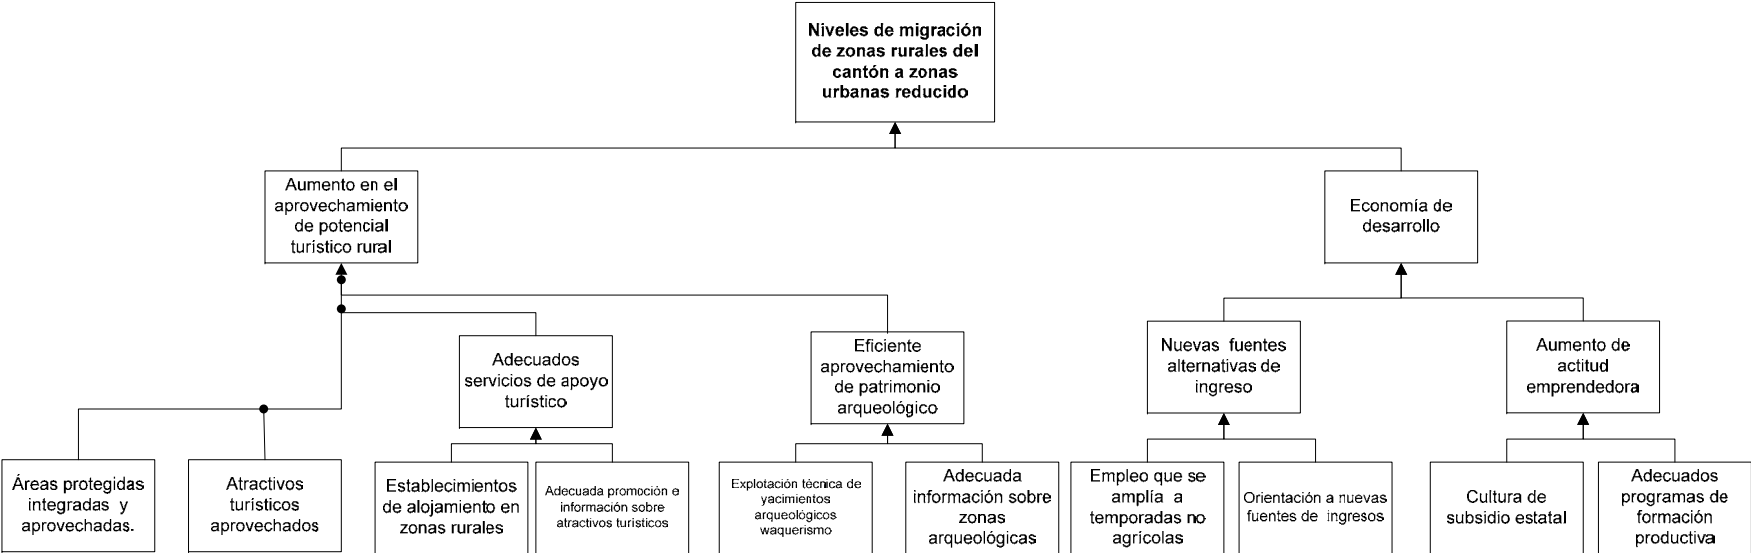 Niveles de migración
de zonas rurales del
cantón a zonas
urbanas reducido
Aumento en el
aprovechamiento
de potencial
turístico rural
Economía de
desarrollo
Adecuados
servicios de apoyo
turístico
Eficiente
aprovechamiento
de patrimonio
arqueológico
Nuevas fuentes
alternativas de
ingreso
Aumento de
actitud
emprendedora
Áreas protegidas
integradas y
aprovechadas.
Atractivos
turísticos
aprovechados
Establecimientos
de alojamiento en
zonas rurales
Adecuada promoción e
información sobre
atractivos turísticos
Explotación técnica de
yacimientos
arqueológicos
waquerismo
Adecuada
información sobre
zonas
arqueológicas
Empleo que se
amplía a
temporadas no
agrícolas
Orientación a nuevas
fuentes de ingresos
Cultura de
subsidio estatal
Adecuados
programas de
formación
productiva